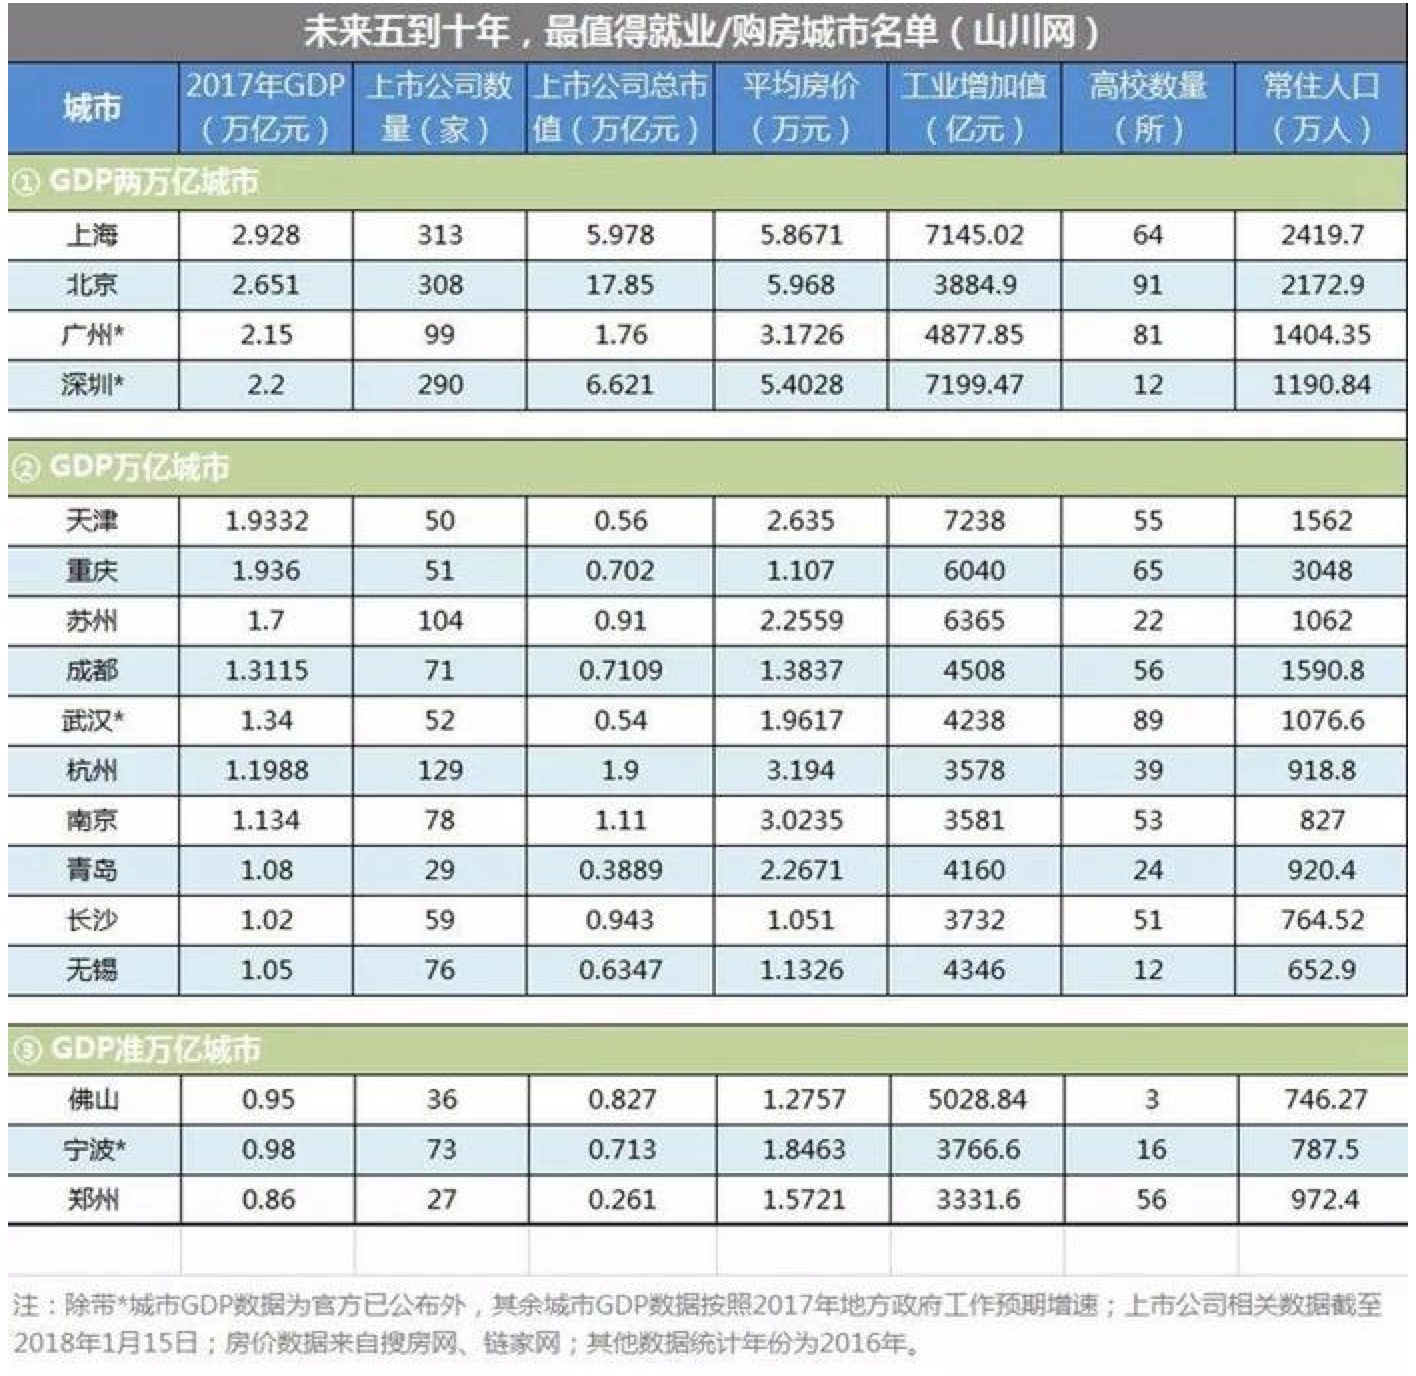 未来五到十年，最值得就业/购房城市名单（山川网）
城市 2017年GDP（万亿元） 上市公司数量（家） 上市公司总市值（万亿元） 平均房价（万元） 工业增加值（亿元） 高校数量（所） 常住人口（万人）
① GDP两万亿城市
上海 2.928 313 5.978 5.8671 7145.02 64 2419.7
北京 2.651 308 17.85 5.968 3884.9 91 2172.9
广州* 2.15 99 1.76 3.1726 4877.85 81 1404.35
深圳* 2.2 290 6.621 5.4028 7199.47 12 1190.84
② GDP万亿城市
天津 1.9332 50 0.56 2.635 7238 55 1562
重庆 1.936 51 0.702 1.107 6040 65 3048
苏州 1.7 104 0.91 2.2559 6365 22 1062
成都 1.3115 71 0.7109 1.3837 4508 56 1590.8
武汉* 1.34 52 0.54 1.9617 4238 89 1076.6
杭州 1.1988 129 1.9 3.194 3578 39 918.8
南京 1.134 78 1.11 3.0235 3581 53 827
青岛 1.08 29 0.3889 2.2671 4160 24 920.4
长沙 1.02 59 0.943 1.051 3732 51 764.52
无锡 1.05 76 0.6347 1.1326 4346 12 652.9
③ GDP准万亿城市
佛山 0.95 36 0.827 1.2757 5028.84 3 746.27
宁波* 0.98 73 0.713 1.8463 3766.6 16 787.5
郑州 0.86 27 0.261 1.5721 3331.6 56 972.4
注：除带*城市GDP数据为官方已公布外，其余城市GDP数据按照2017年地方政府工作预期增速；上市公司相关数据截至
2018年1月15日；房价数据来自搜房网、链家网；其他数据统计年份为2016年。